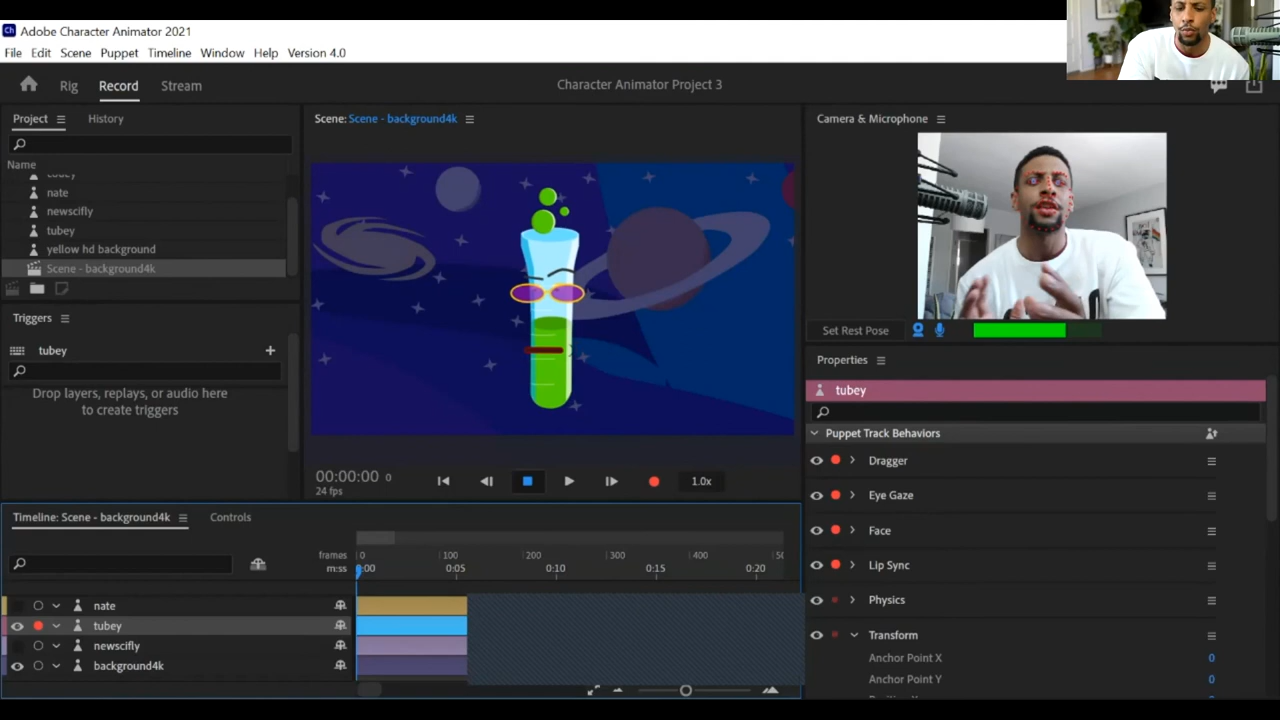 Ch Adobe Character Animator 2021
File Edit Scene Puppet Timeline Window Help Version 4.0
Rig Record Stream
Character Animator Project 3
Project History
Name
nate
newscifly
tubey
yellow hd background
Scene - background4k
Triggers
tubey
Drop layers, replays, or audio here
to create triggers
Scene: Scene - background4k
00:00:00 0
24 fps
1.0x
Camera & Microphone
Set Rest Pose
Properties
tubey
Puppet Track Behaviors
Dragger
Eye Gaze
Face
Lip Sync
Physics
Transform
Anchor Point X 0
Anchor Point Y 0
Timeline: Scene - background4k Controls
frames 0 100 200 300 400
m:ss 0:00 0:05 0:10 0:15 0:20
nate
tubey
newscifly
background4k